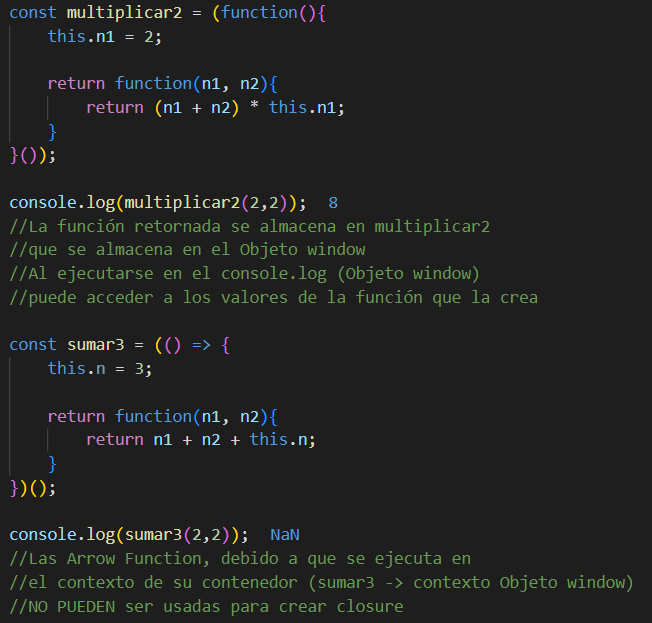 const multiplicar2 = (function(){
    this.n1 = 2;

    return function(n1, n2){
        return (n1 + n2) * this.n1;
    }
}());

console.log(multiplicar2(2,2));  8
//La función retornada se almacena en multiplicar2
//que se almacena en el Objeto window
//Al ejecutarse en el console.log (Objeto window)
//puede acceder a los valores de la función que la crea

const sumar3 = (() => {
    this.n = 3;

    return function(n1, n2){
        return n1 + n2 + this.n;
    }
})();

console.log(sumar3(2,2));  NaN
//Las Arrow Function, debido a que se ejecuta en
//el contexto de su contenedor (sumar3 -> contexto Objeto window)
//NO PUEDEN ser usadas para crear closure